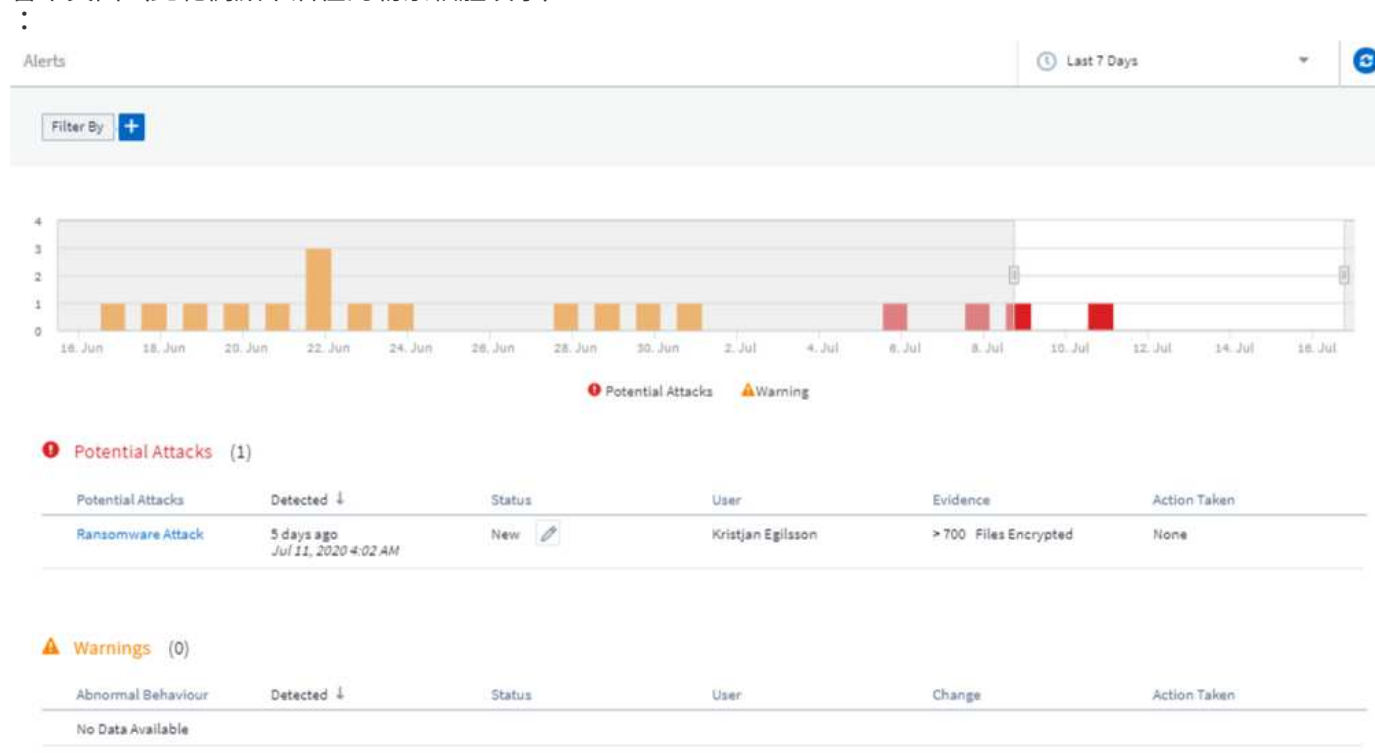 :
Alerts
Last 7 Days
Filter By +
4
3
2
1
0
16. Jun 18. Jun 20. Jun 22. Jun 24. Jun 26. Jun 28. Jun 30. Jun 2. Jul 4. Jul 6. Jul 8. Jul 10. Jul 12. Jul 14. Jul 16. Jul
Potential Attacks Warning
Potential Attacks (1)
Potential Attacks Detected ↓ Status User Evidence Action Taken
Ransomware Attack 5 days ago New Kristjan Egilsson > 700 Files Encrypted None
Jul 11, 2020 4:02 AM
Warnings (0)
Abnormal Behaviour Detected ↓ Status User Change Action Taken
No Data Available